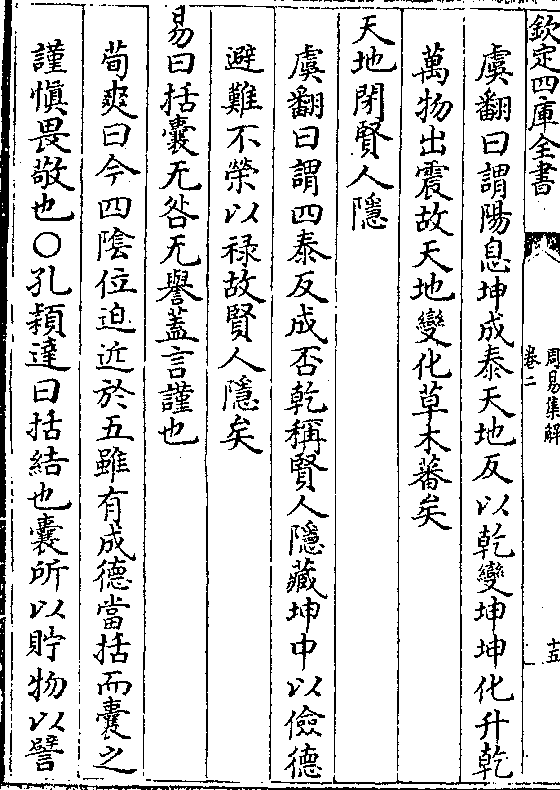 欽定四庫全書
周易集解
卷二
十五
虞翻曰謂陽息坤成泰天地反以乾變坤坤化升乾
萬物出震故天地變化草木蕃矣
天地閉賢人隱
虞翻曰謂四泰反成否乾稱賢人隱藏坤中以儉德
避難不榮以祿故賢人隱矣
易曰括囊无咎无譽蓋言謹也
荀爽曰今四陰位迫近於五雖有成德當括而囊之
謹慎畏敬也○孔穎達曰括結也囊所以貯物以譬